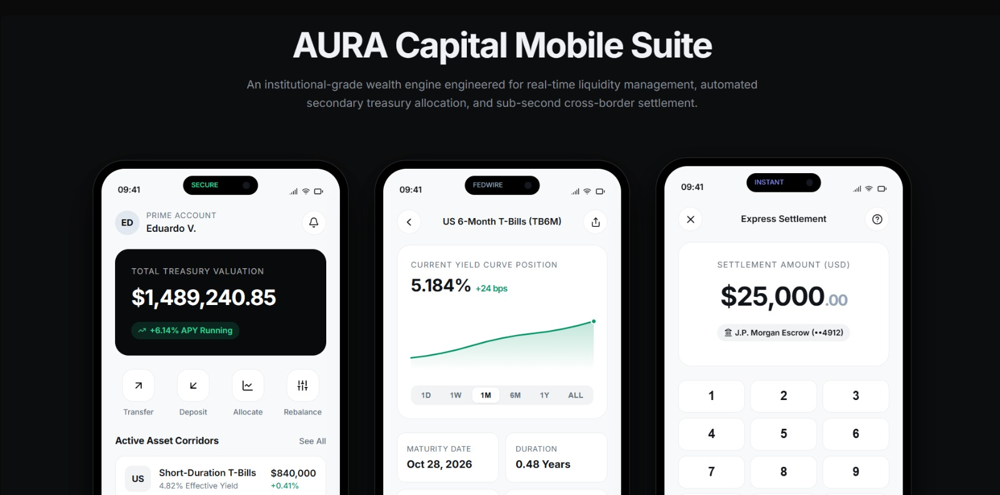 AURA Capital Mobile Suite
An institutional-grade wealth engine engineered for real-time liquidity management, automated
secondary treasury allocation, and sub-second cross-border settlement.
09:41
SECURE
ED
PRIME ACCOUNT
Eduardo V.
TOTAL TREASURY VALUATION
$1,489,240.85
+6.14% APY Running
Transfer
Deposit
Allocate
Rebalance
Active Asset Corridors
See All
US
Short-Duration T-Bills
$840,000
4.82% Effective Yield
+0.41%
09:41
FEDWIRE
US 6-Month T-Bills (TB6M)
CURRENT YIELD CURVE POSITION
5.184% +24 bps
1D 1W 1M 6M 1Y ALL
MATURITY DATE
Oct 28, 2026
DURATION
0.48 Years
09:41
INSTANT
Express Settlement
SETTLEMENT AMOUNT (USD)
$25,000.00
J.P. Morgan Escrow (••4912)
1 2 3
4 5 6
7 8 9